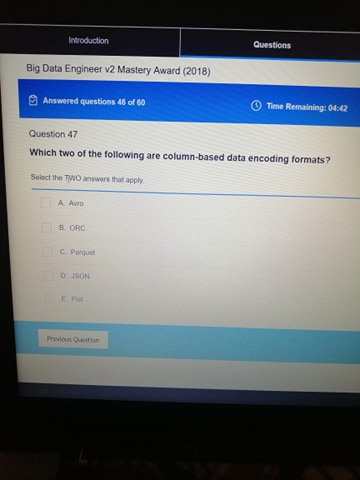 Introduction
Questions
Big Data Engineer v2 Mastery Award (2018)
Answered questions 46 of 60
Time Remaining: 04:42
Question 47
Which two of the following are column-based data encoding formats?
Select the TWO answers that apply.
A. Avro
B. ORC
C. Parquet
D. JSON
E. Flat
Previous Question